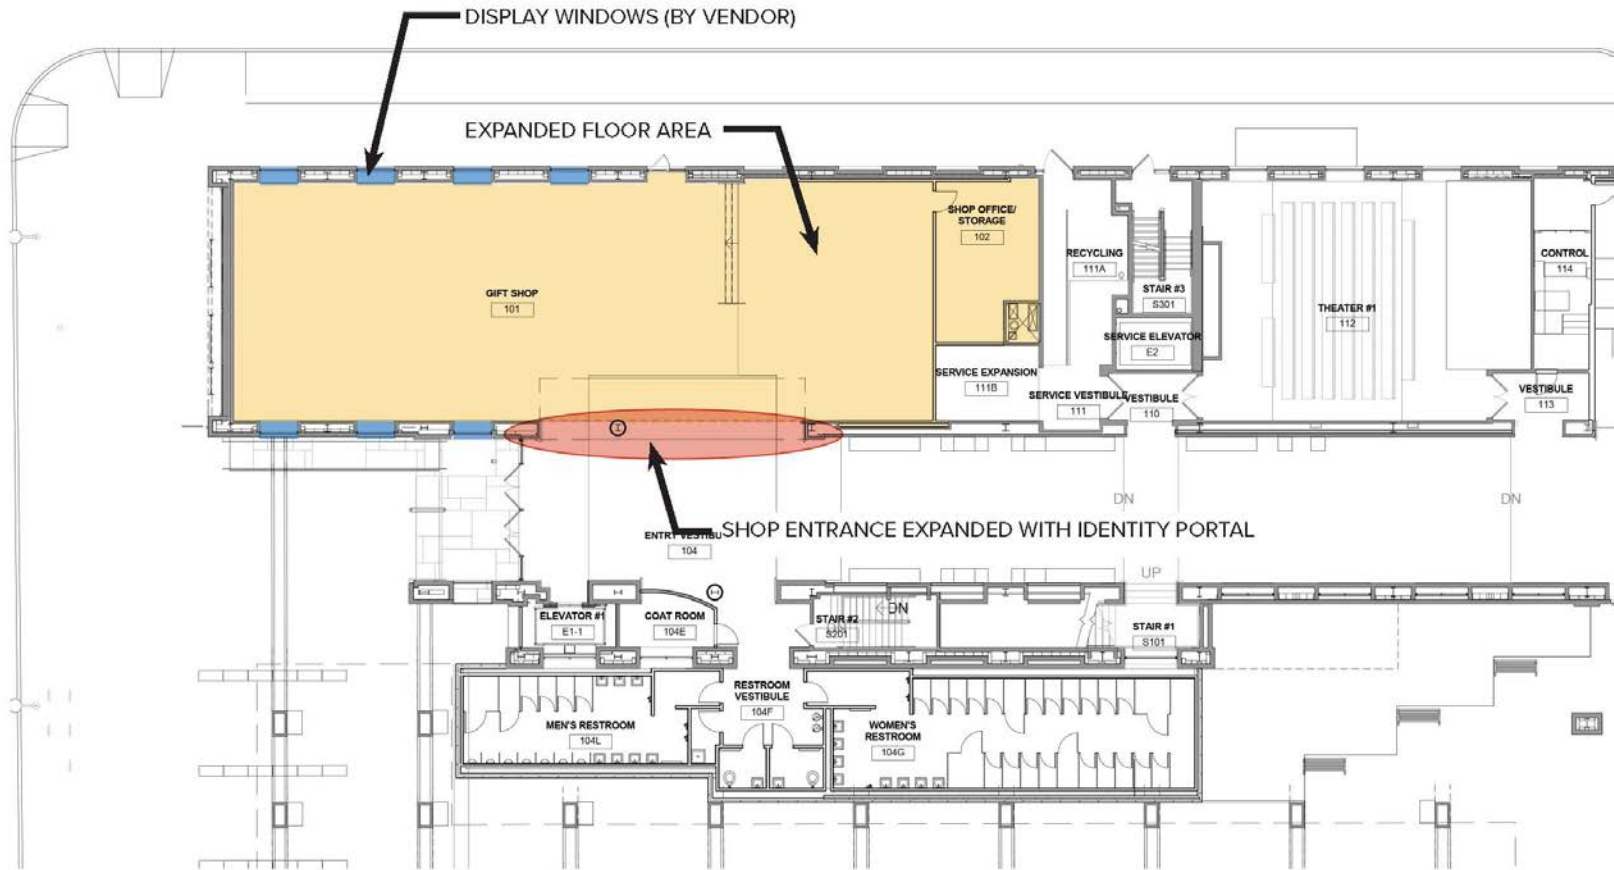 DISPLAY WINDOWS (BY VENDOR)
EXPANDED FLOOR AREA
SHOP OFFICE/
STORAGE
102
RECYCLING
111A
STAIR #3
S301
SERVICE ELEVATOR
E2
CONTROL
114
GIFT SHOP
101
THEATER #1
112
SERVICE EXPANSION
111B
SERVICE VESTIBULE
111
VESTIBULE
110
VESTIBULE
113
DN
DN
SHOP ENTRANCE EXPANDED WITH IDENTITY PORTAL
ENTRY VESTIBU
104
UP
ELEVATOR #1
E1-1
COAT ROOM
104E
STAIR #2
S201
DN
STAIR #1
S101
RESTROOM
VESTIBULE
104F
MEN'S RESTROOM
104L
WOMEN'S
RESTROOM
104G